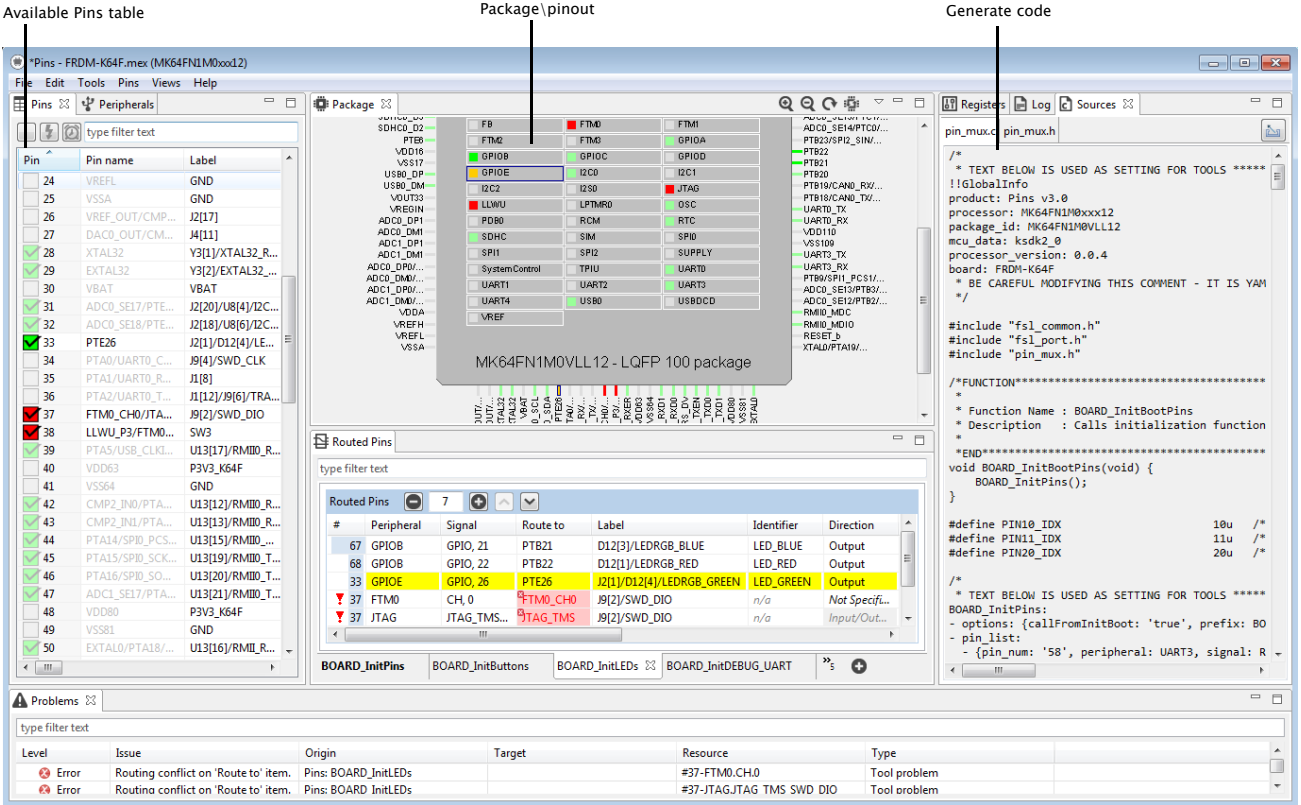 Available Pins table
Package\pinout
Generate code
*Pins - FRDM-K64F.mex (MK64FN1M0xxx12)
File Edit Tools Pins Views Help
Pins
Peripherals
type filter text
Pin Pin name Label
24 VREFL GND
25 VSSA GND
26 VREF_OUT/CMP... J2[17]
27 DAC0_OUT/CM... J4[11]
28 XTAL32 Y3[1]/XTAL32_R...
29 EXTAL32 Y3[2]/EXTAL32_...
30 VBAT VBAT
31 ADC0_SE17/PTE... J2[20]/U8[4]/I2C...
32 ADC0_SE18/PTE... J2[18]/U8[6]/I2C...
33 PTE26 J2[1]/D12[4]/LE...
34 PTA0/UART0_C... J9[4]/SWD_CLK
35 PTA1/UART0_R... J1[8]
36 PTA2/UART0_T... J1[12]/J9[6]/TRA...
37 FTM0_CH0/JTA... J9[2]/SWD_DIO
38 LLWU_P3/FTM0... SW3
39 PTA5/USB_CLKI... U13[17]/RMII0_R...
40 VDD63 P3V3_K64F
41 VSS64 GND
42 CMP2_IN0/PTA... U13[12]/RMII0_R...
43 CMP2_IN1/PTA... U13[13]/RMII0_R...
44 PTA14/SPI0_PCS... U13[15]/RMII0_...
45 PTA15/SPI0_SCK... U13[19]/RMII0_T...
46 PTA16/SPI0_SO... U13[20]/RMII0_T...
47 ADC1_SE17/PTA... U13[21]/RMII0_T...
48 VDD80 P3V3_K64F
49 VSS81 GND
50 EXTAL0/PTA18/... U13[16]/RMII_R...
Package
SDHC0_D2
PTE6
VDD16
VSS17
USB0_DP
USB0_DM
VOUT33
VREGIN
ADC0_DP1
ADC0_DM1
ADC1_DP1
ADC1_DM1
ADC0_DP0/...
ADC0_DM0/...
ADC1_DP0/...
ADC1_DM0/...
VDDA
VREFH
VREFL
VSSA
FB FTM0 FTM1
FTM2 FTM3 GPIOA
GPIOB GPIOC GPIOD
GPIOE I2C0 I2C1
I2C2 I2S0 JTAG
LLWU LPTMR0 OSC
PDB0 RCM RTC
SDHC SIM SPI0
SPI1 SPI2 SUPPLY
SystemControl TPIU UART0
UART1 UART2 UART3
UART4 USB0 USBDCD
VREF
MK64FN1M0VLL12 - LQFP 100 package
ADC0_SE14/PTC0/...
PTB23/SPI2_SIN/...
PTB22
PTB21
PTB20
PTB19/CAN0_RX/...
PTB18/CAN0_TX/...
UART0_TX
UART0_RX
VDD110
VSS109
UART3_TX
UART3_RX
PTB9/SPI1_PCS1/...
ADC0_SE13/PTB3/...
ADC0_SE12/PTB2/...
RMII0_MDC
RMII0_MDIO
RESET_b
XTAL0/PTA19/...
Routed Pins
type filter text
Routed Pins 7
# Peripheral Signal Route to Label Identifier Direction
67 GPIOB GPIO, 21 PTB21 D12[3]/LEDRGB_BLUE LED_BLUE Output
68 GPIOB GPIO, 22 PTB22 D12[1]/LEDRGB_RED LED_RED Output
33 GPIOE GPIO, 26 PTE26 J2[1]/D12[4]/LEDRGB_GREEN LED_GREEN Output
37 FTM0 CH, 0 FTM0_CH0 J9[2]/SWD_DIO n/a Not Specifi...
37 JTAG JTAG_TMS... JTAG_TMS J9[2]/SWD_DIO n/a Input/Out...
BOARD_InitPins BOARD_InitButtons BOARD_InitLEDs BOARD_InitDEBUG_UART »5
Registers Log Sources
pin_mux.c pin_mux.h
/*
* TEXT BELOW IS USED AS SETTING FOR TOOLS *****
!!GlobalInfo
product: Pins v3.0
processor: MK64FN1M0xxx12
package_id: MK64FN1M0VLL12
mcu_data: ksdk2_0
processor_version: 0.0.4
board: FRDM-K64F
* BE CAREFUL MODIFYING THIS COMMENT - IT IS YAM
*/
#include "fsl_common.h"
#include "fsl_port.h"
#include "pin_mux.h"
/*FUNCTION**************************************
*
* Function Name : BOARD_InitBootPins
* Description   : Calls initialization function
*
*END*******************************************
void BOARD_InitBootPins(void) {
BOARD_InitPins();
}
#define PIN10_IDX 10u /*
#define PIN11_IDX 11u /*
#define PIN20_IDX 20u /*
/*
* TEXT BELOW IS USED AS SETTING FOR TOOLS *****
BOARD_InitPins:
- options: {callFromInitBoot: 'true', prefix: BO
- pin_list:
- {pin_num: '58', peripheral: UART3, signal: R
Problems
type filter text
Level Issue Origin Target Resource Type
Error Routing conflict on 'Route to' item. Pins: BOARD_InitLEDs #37-FTM0.CH.0 Tool problem
Error Routing conflict on 'Route to' item. Pins: BOARD_InitLEDs #37-JTAG.JTAG_TMS_SWD_DIO Tool problem